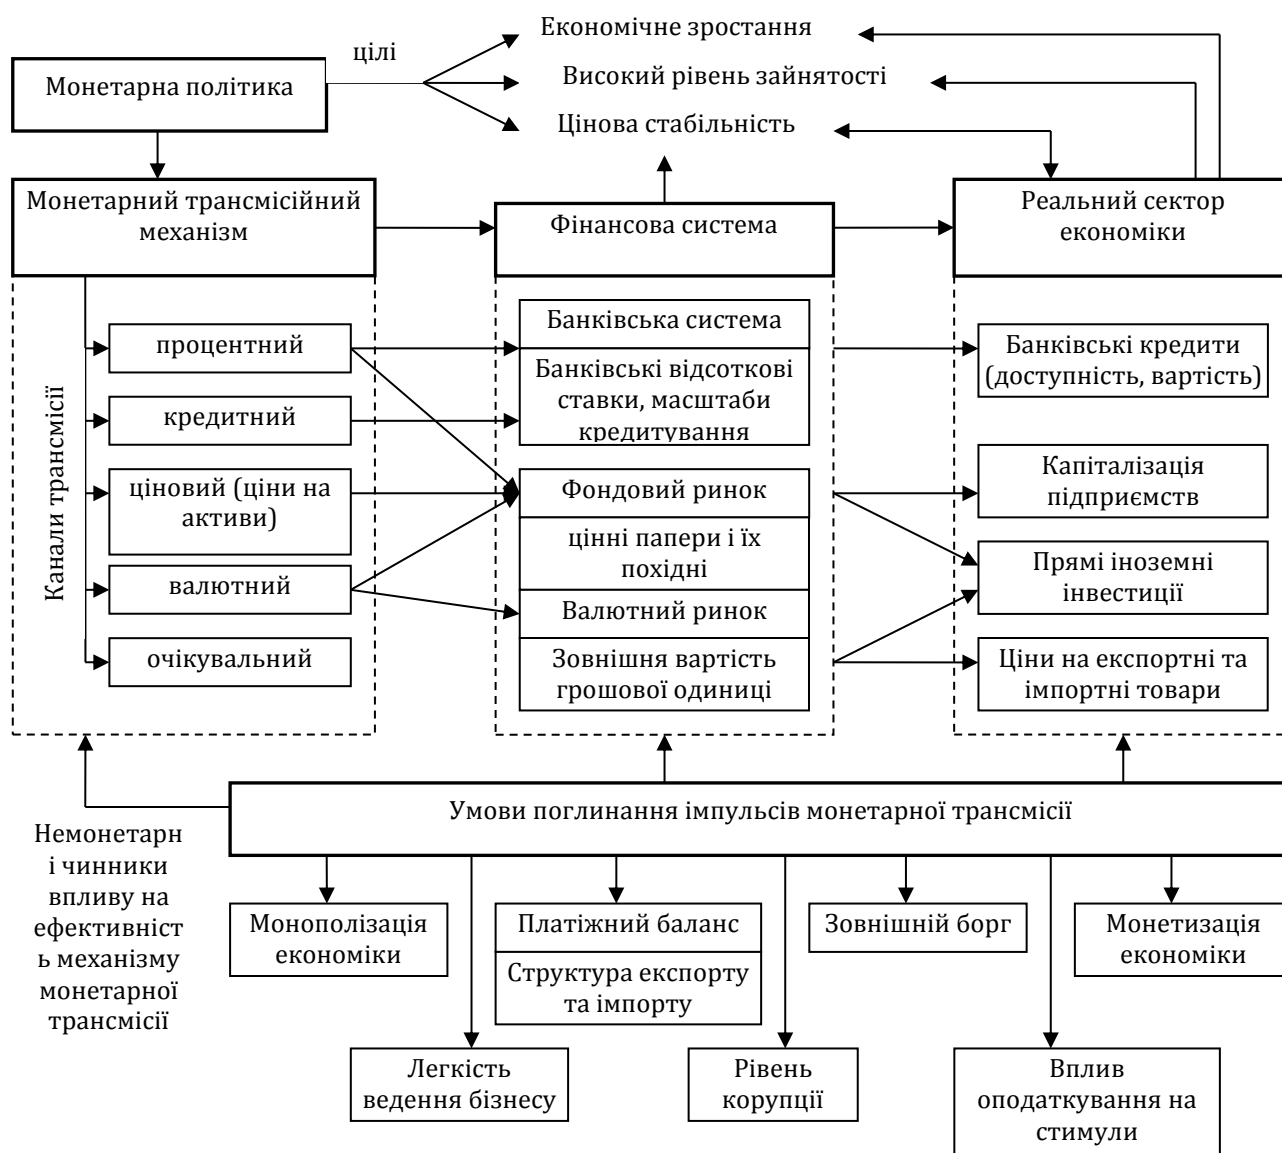 цілі
Економічне зростання
Високий рівень зайнятості
Цінова стабільність
Монетарна політика
Монетарний трансмісійний
механізм
Фінансова система
Реальний сектор
економіки
Канали трансмісії
процентний
кредитний
ціновий (ціни на
активи)
валютний
очікувальний
Банківська система
Банківські відсоткові
ставки, масштаби
кредитування
Фондовий ринок
цінні папери і їх
похідні
Валютний ринок
Зовнішня вартість
грошової одиниці
Банківські кредити
(доступність, вартість)
Капіталізація
підприємств
Прямі іноземні
інвестиції
Ціни на експортні та
імпортні товари
Умови поглинання імпульсів монетарної трансмісії
Немонетарн
і чинники
впливу на
ефективніст
ь механізму
монетарної
трансмісії
Монополізація
економіки
Платіжний баланс
Структура експорту
та імпорту
Зовнішній борг
Монетизація
економіки
Легкість
ведення бізнесу
Рівень
корупції
Вплив
оподаткування на
стимули